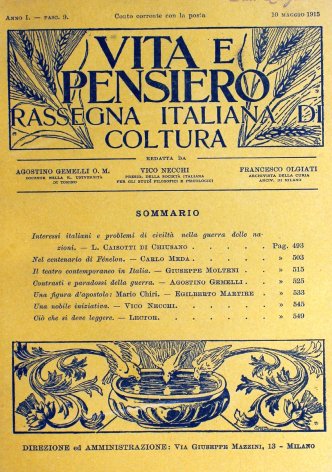 ANNO I. - FASC. 9.
Conto corrente con la posta
10 MAGGIO 1915
VITA E
PENSIERO
RASSEGNA ITALIANA DI
COLTURA
REDATTA DA
AGOSTINO GEMELLI O. M.
DOCENTE NELLA R. UNIVERSITÀ
DI TORINO
VICO NECCHI
PRESID. DELLA SOCIETÀ ITALIANA
PER GLI STUDI FILOSOFICI E PSICOLOGICI
FRANCESCO OLGIATI
ARCHIVISTA DELLA CURIA
ARCIV. DI MILANO
SOMMARIO
Interessi italiani e problemi di civiltà nella guerra delle na-
zioni. — L. CAISOTTI DI CHIUSANO . . . . . Pag. 493
Nel centenario di Fénelon. — CARLO MEDA . . . . . » 503
Il teatro contemporaneo in Italia. — GIUSEPPE MOLTENI . . » 515
Contrasti e paradossi della guerra. — AGOSTINO GEMELLI . . » 525
Una figura d'apostolo: Mario Chiri. — EGILBERTO MARTIRE . » 533
Una nobile iniziativa. — VICO NECCHI. . . . . . » 545
Ciò che si deve leggere. — LECTOR. . . . . . » 549
DIREZIONE ed AMMINISTRAZIONE: VIA GIUSEPPE MAZZINI, 13 - MILANO